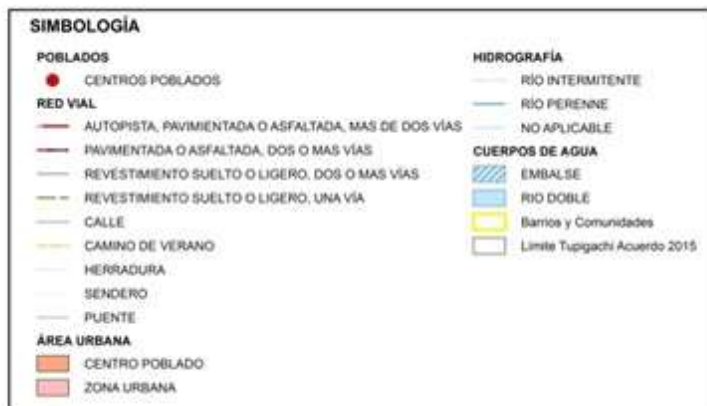 SIMBOLOGÍA
POBLADOS
CENTROS POBLADOS
RED VIAL
AUTOPISTA, PAVIMIENTADA O ASFALTADA, MAS DE DOS VÍAS
PAVIMENTADA O ASFALTADA, DOS O MAS VÍAS
REVESTIMIENTO SUELTO O LIGERO, DOS O MAS VÍAS
REVESTIMIENTO SUELTO O LIGERO, UNA VÍA
CALLE
CAMINO DE VERANO
HERRADURA
SENDERO
PUENTE
ÁREA URBANA
CENTRO POBLADO
ZONA URBANA
HIDROGRAFÍA
RÍO INTERMITENTE
RÍO PERENNE
NO APLICABLE
CUERPOS DE AGUA
EMBALSE
RIO DOBLE
Barrios y Comunidades
Límite Tupigachi Acuerdo 2015